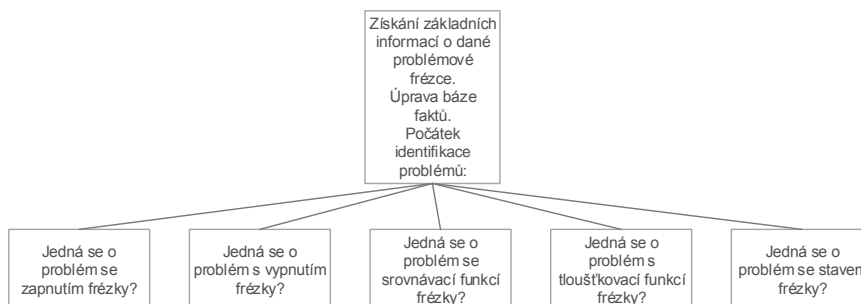 Získání základních
informací o dané
problémové
frézce.
Úprava báze
faktů.
Počátek
identifikace
problémů:
Jedná se o
problém se
zapnutím frézky?
Jedná se o
problém s vypnutím
frézky?
Jedná se o
problém se
srovnávací funkcí
frézky?
Jedná se o
problém s
tloušťkovací funkcí
frézky?
Jedná se o
problém se
frézky?